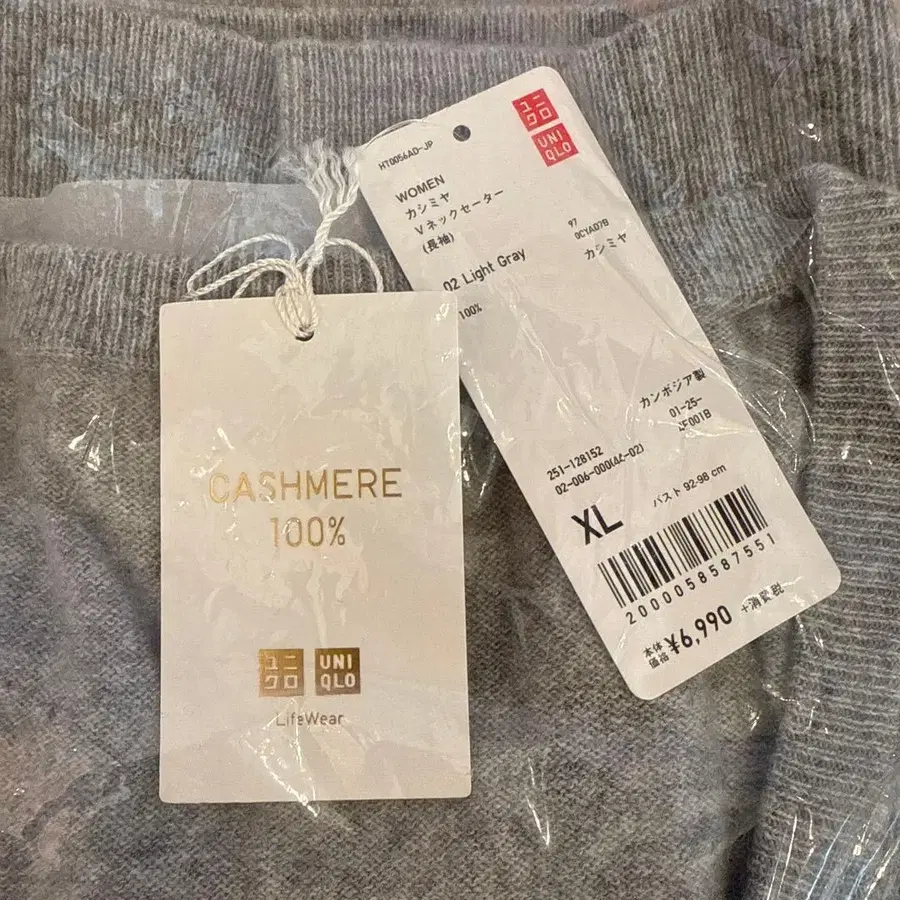 CASHMERE
100%
ユニ
クロ
UNI
QLO
LifeWear
HT0056AD-JP
ユニ
クロ
UNI
QLO
WOMEN
カシミヤ
Vネックセーター
(長袖)
97
0CYAD7B
カシミヤ
02 Light Gray
100%
カンボジア製
01-25-
251-128152
02-006-000(42-02)
XL
バスト 92-98 cm
2000058587551
本体
価格
¥6,990 +消費税